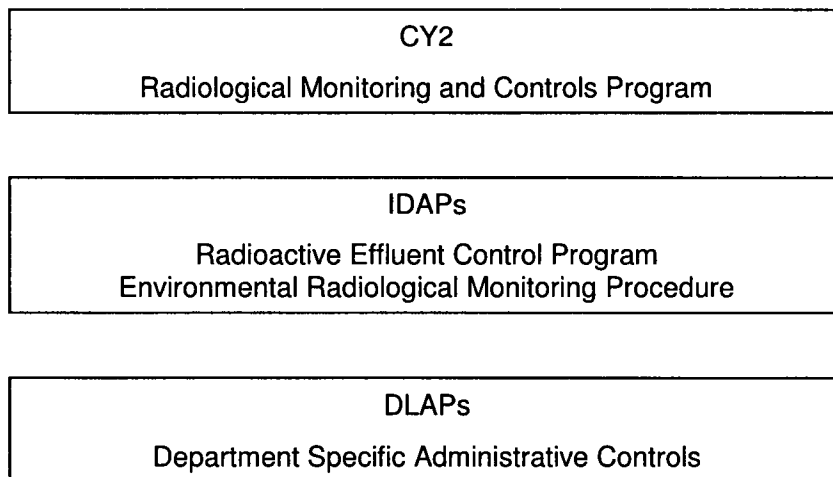 CY2
Radiological Monitoring and Controls Program
IDAPs
Radioactive Effluent Control Program
Environmental Radiological Monitoring Procedure
DLAPs
Department Specific Administrative Controls